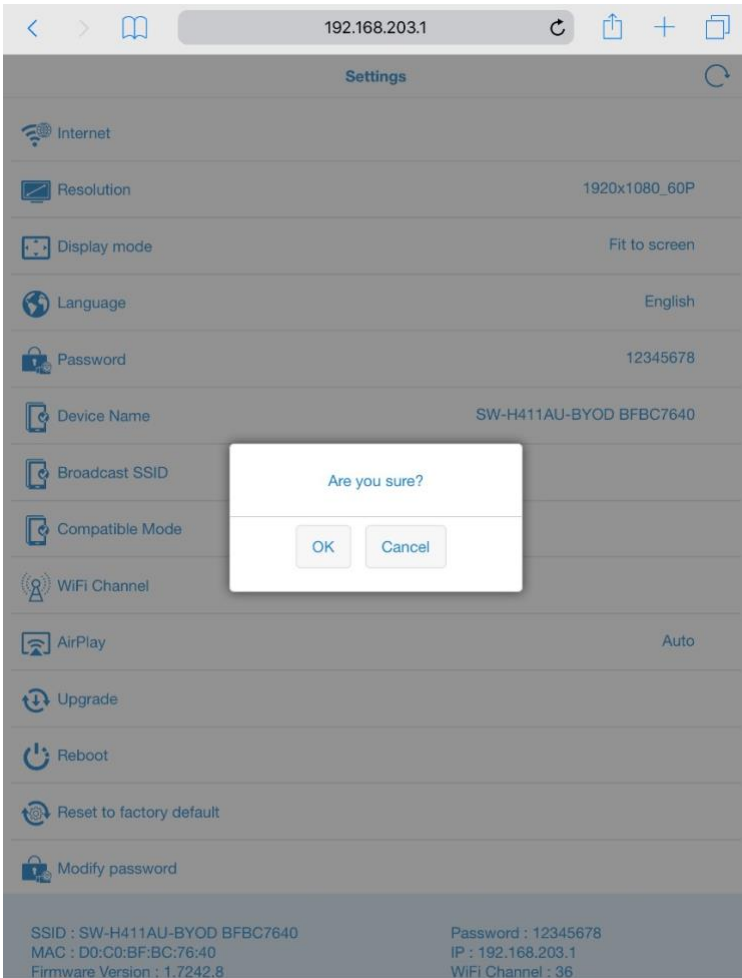 192.168.203.1
Settings
Internet
Resolution 1920x1080_60P
Display mode Fit to screen
Language English
Password 12345678
Device Name SW-H411AU-BYOD BFBC7640
Broadcast SSID
Are you sure?
Compatible Mode
OK Cancel
WiFi Channel
AirPlay Auto
Upgrade
Reboot
Reset to factory default
Modify password
SSID : SW-H411AU-BYOD BFBC7640 Password : 12345678
MAC : D0:C0:BF:BC:76:40 IP : 192.168.203.1
Firmware Version : 1.7242.8 WiFi Channel : 36